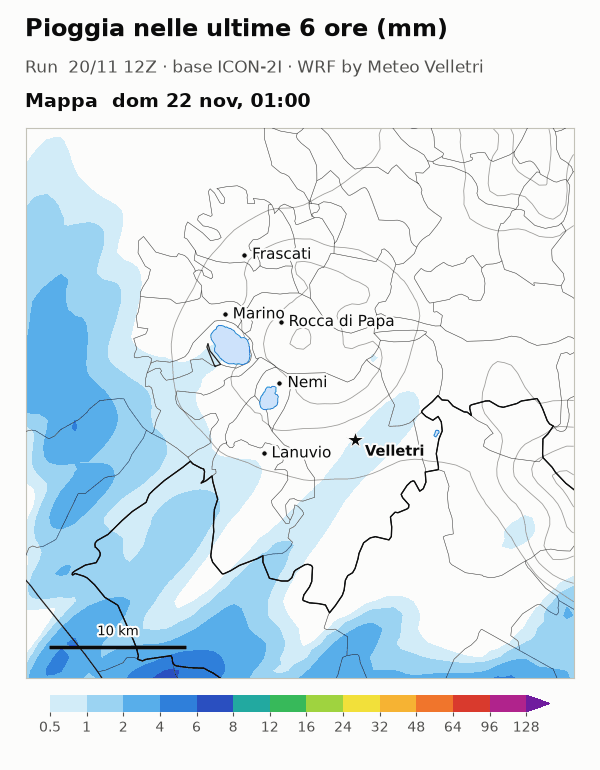 Pioggia nelle ultime 6 ore (mm)
Run 20/11 12Z · base ICON-2I · WRF by Meteo Velletri
Mappa dom 22 nov, 01:00
Frascati
Marino
Rocca di Papa
Nemi
Velletri
Lanuvio
10 km
0.5 1 2 4 6 8 12 16 24 32 48 64 96 128